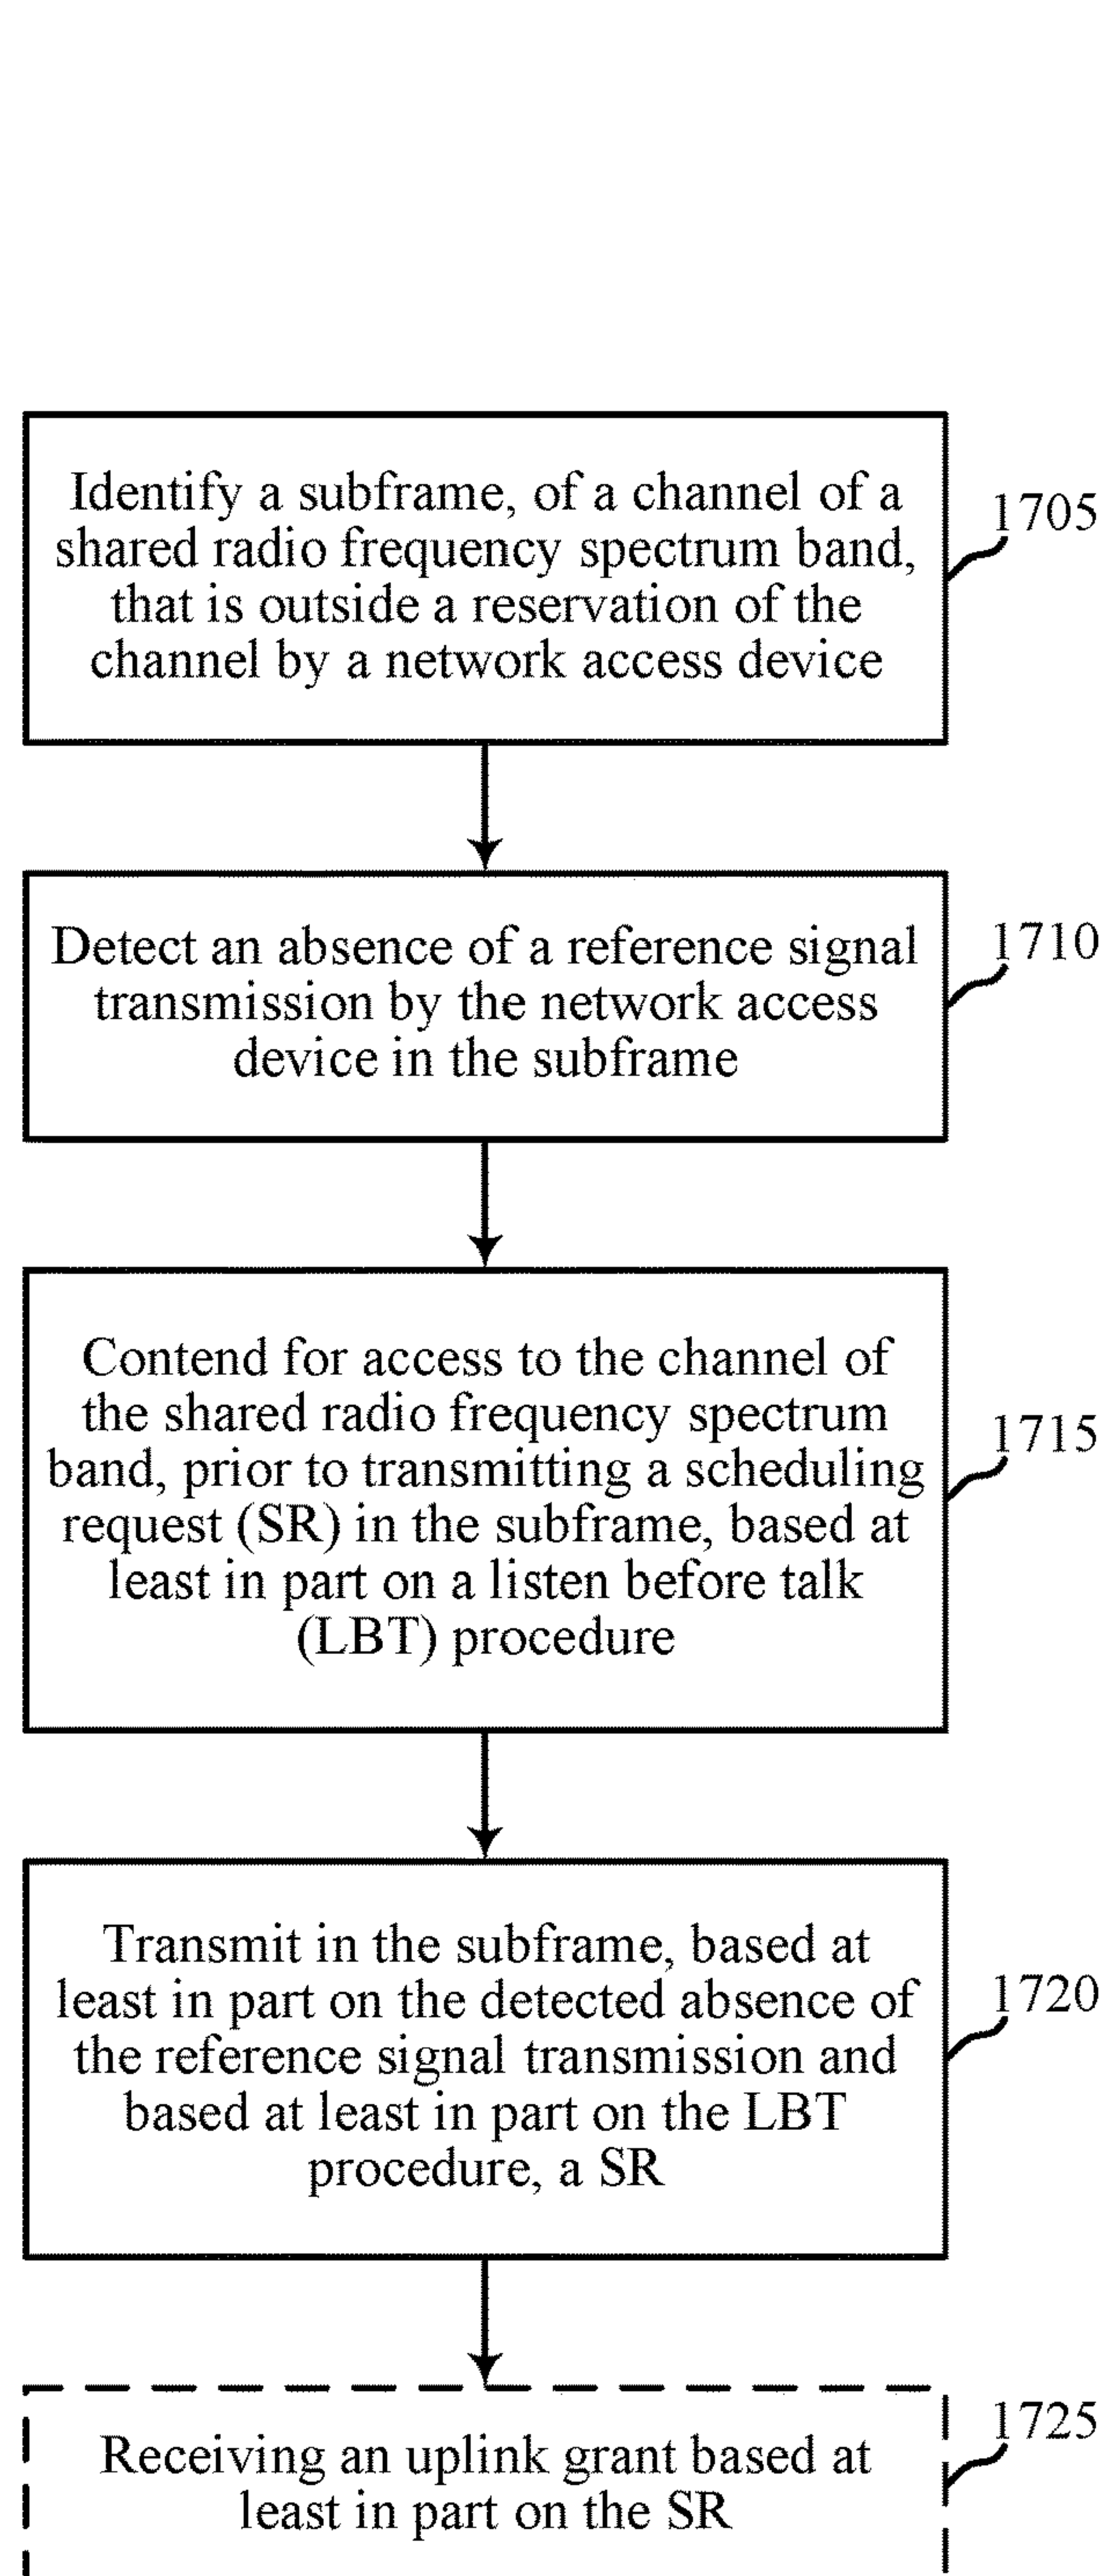 Identify a subframe, of a channel of a
shared radio frequency spectrum band,
that is outside a reservation of the
channel by a network access device
1705
Detect an absence of a reference signal
transmission by the network access
device in the subframe
1710
Contend for access to the channel of
the shared radio frequency spectrum
band, prior to transmitting a scheduling
request (SR) in the subframe, based at
least in part on a listen before talk
(LBT) procedure
1715
Transmit in the subframe, based at
least in part on the detected absence of
the reference signal transmission and
based at least in part on the LBT
procedure, a SR
1720
Receiving an uplink grant based at
least in part on the SR
1725